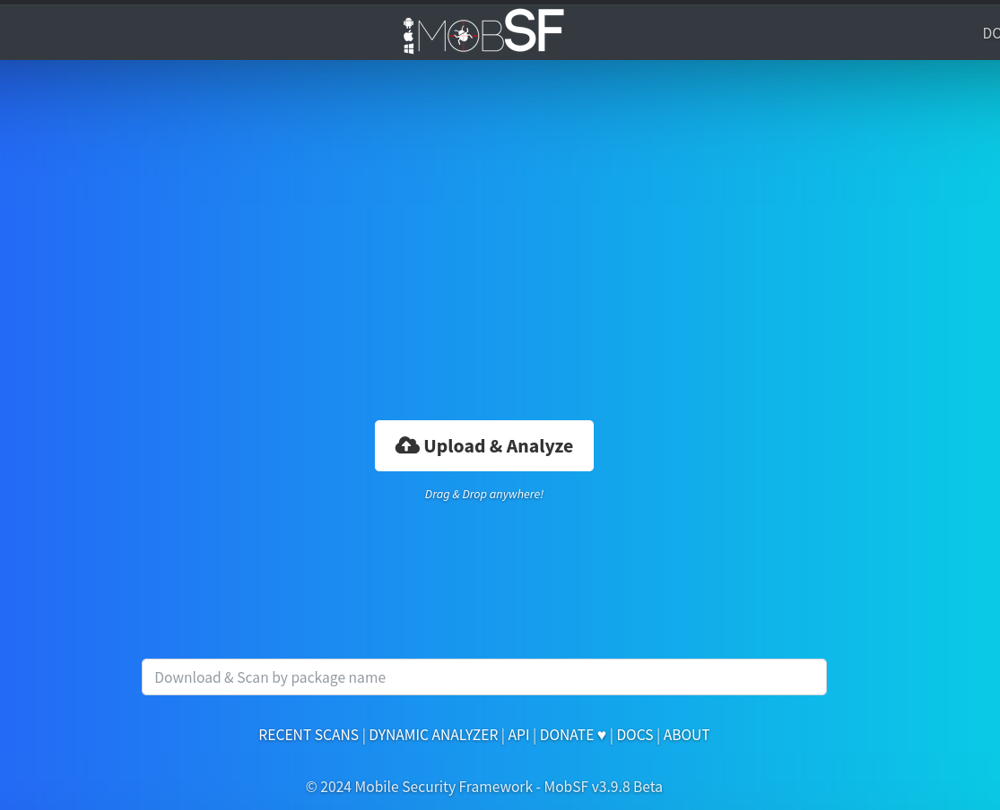 MOBSF
Upload & Analyze
Drag & Drop anywhere!
Download & Scan by package name
RECENT SCANS | DYNAMIC ANALYZER | API | DONATE ♥ | DOCS | ABOUT
© 2024 Mobile Security Framework - MobSF v3.9.8 Beta